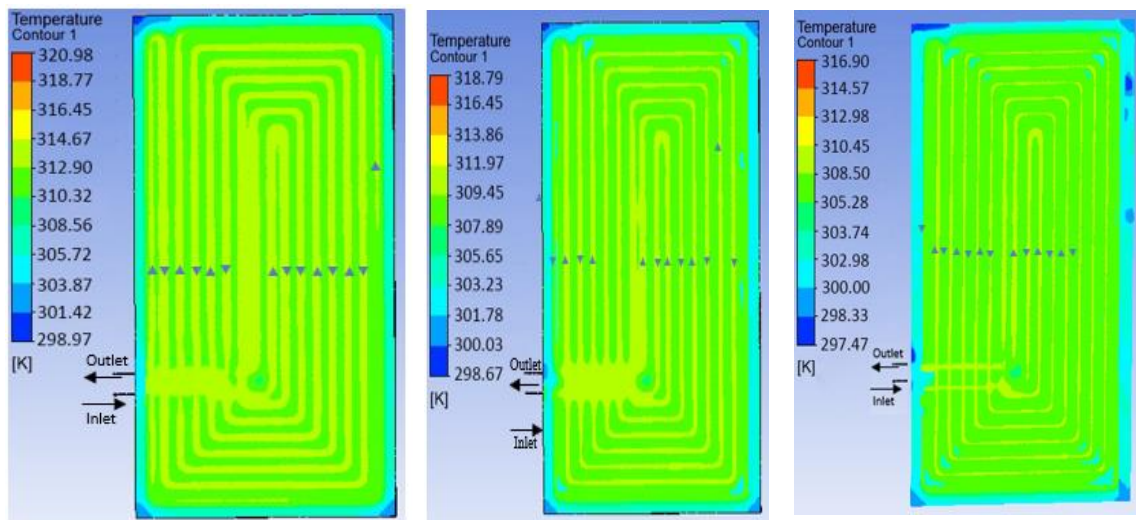 Temperature
Contour 1
320.98
318.77
316.45
314.67
312.90
310.32
308.56
305.72
303.87
301.42
298.97
[K]
Outlet
Inlet
Temperature
Contour 1
318.79
316.45
313.86
311.97
309.45
307.89
305.65
303.23
301.78
300.03
298.67
[K]
Outlet
Inlet
Temperature
Contour 1
316.90
314.57
312.98
310.45
308.50
305.28
303.74
302.98
300.00
298.33
297.47
[K]
Outlet
Inlet